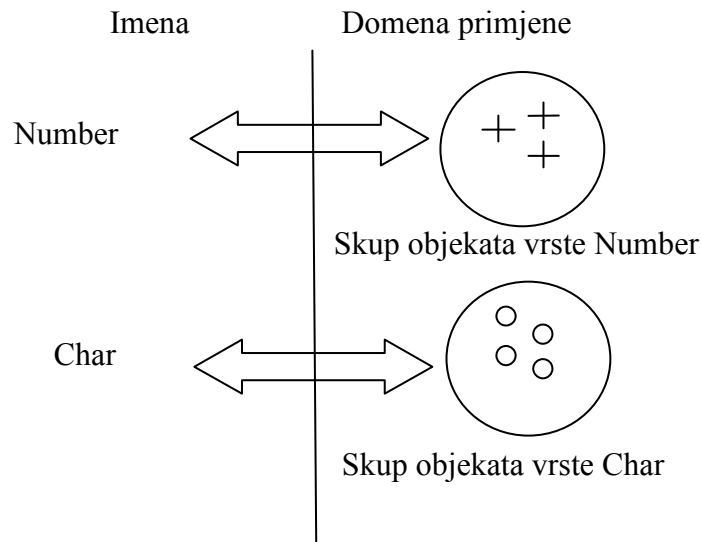 Imena
Domena primjene
Number
Skup objekata vrste Number
Char
Skup objekata vrste Char